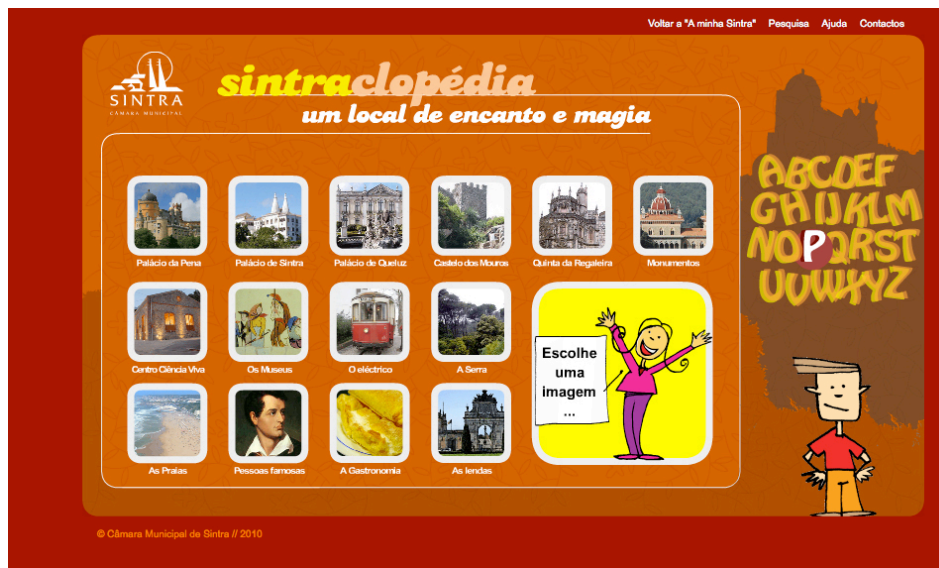 Voltar a "A minha Sintra" Pesquisa Ajuda Contactos
SINTRA
CÂMARA MUNICIPAL
sintraclopédia
um local de encanto e magia
Palácio da Pena Palácio de Sintra Palácio de Queluz Castelo dos Mouros Quinta da Regaleira Monumentos
Centro Ciência Viva Os Museus O eléctrico A Serra
Escolhe
uma
imagem
...
As Praias Pessoas famosas A Gastronomia As lendas
ABCDEF
GHIJKLM
NOPQRST
UVWXYZ
© Câmara Municipal de Sintra // 2010